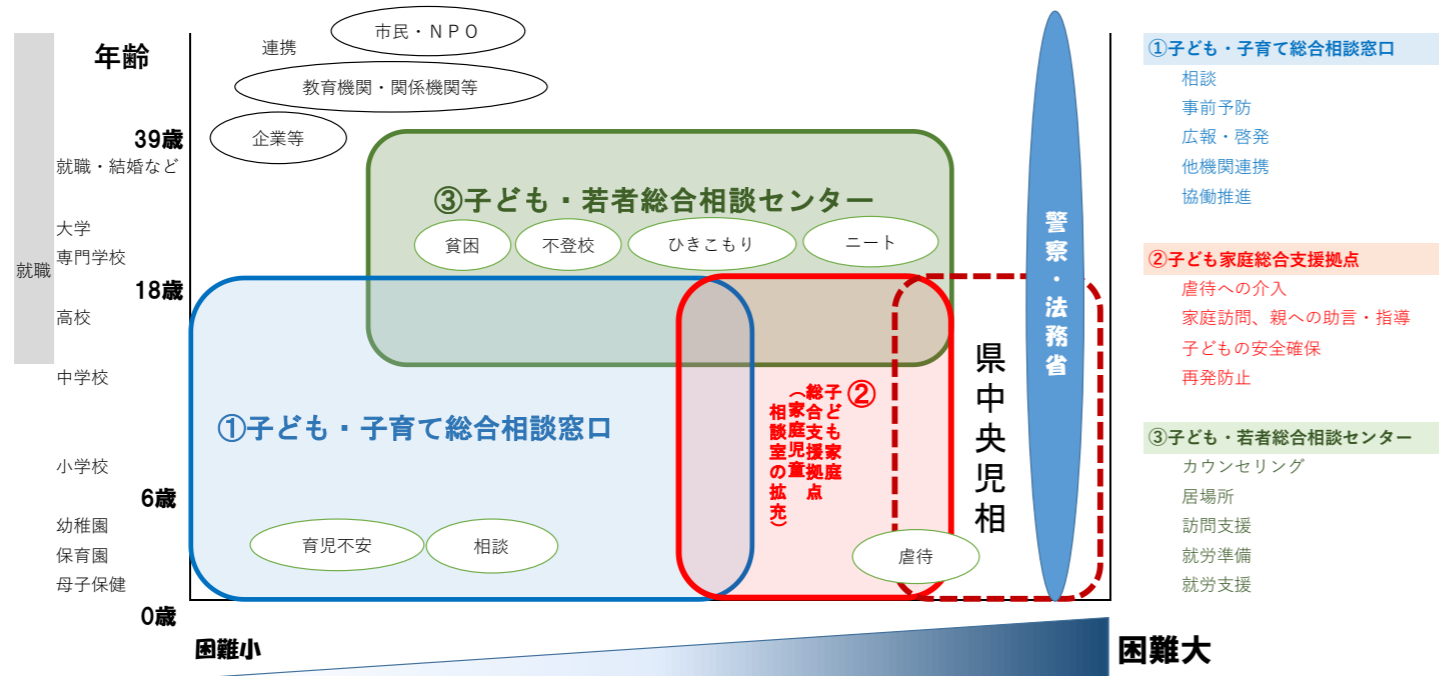 市民・ＮＰＯ
連携
年齢
教育機関・関係機関等
企業等
39歳
就職・結婚など
大学
専門学校
就職
18歳
高校
中学校
小学校
6歳
幼稚園
保育園
母子保健
0歳
③子ども・若者総合相談センター
貧困
不登校
ひきこもり
ニート
①子ども・子育て総合相談窓口
育児不安
相談
②
子ども家庭
総合支援拠点
（家庭児童
相談室の拡充）
虐待
県中央児相
警察・法務省
困難小
困難大
①子ども・子育て総合相談窓口
相談
事前予防
広報・啓発
他機関連携
協働推進
②子ども家庭総合支援拠点
虐待への介入
家庭訪問、親への助言・指導
子どもの安全確保
再発防止
③子ども・若者総合相談センター
カウンセリング
居場所
訪問支援
就労準備
就労支援